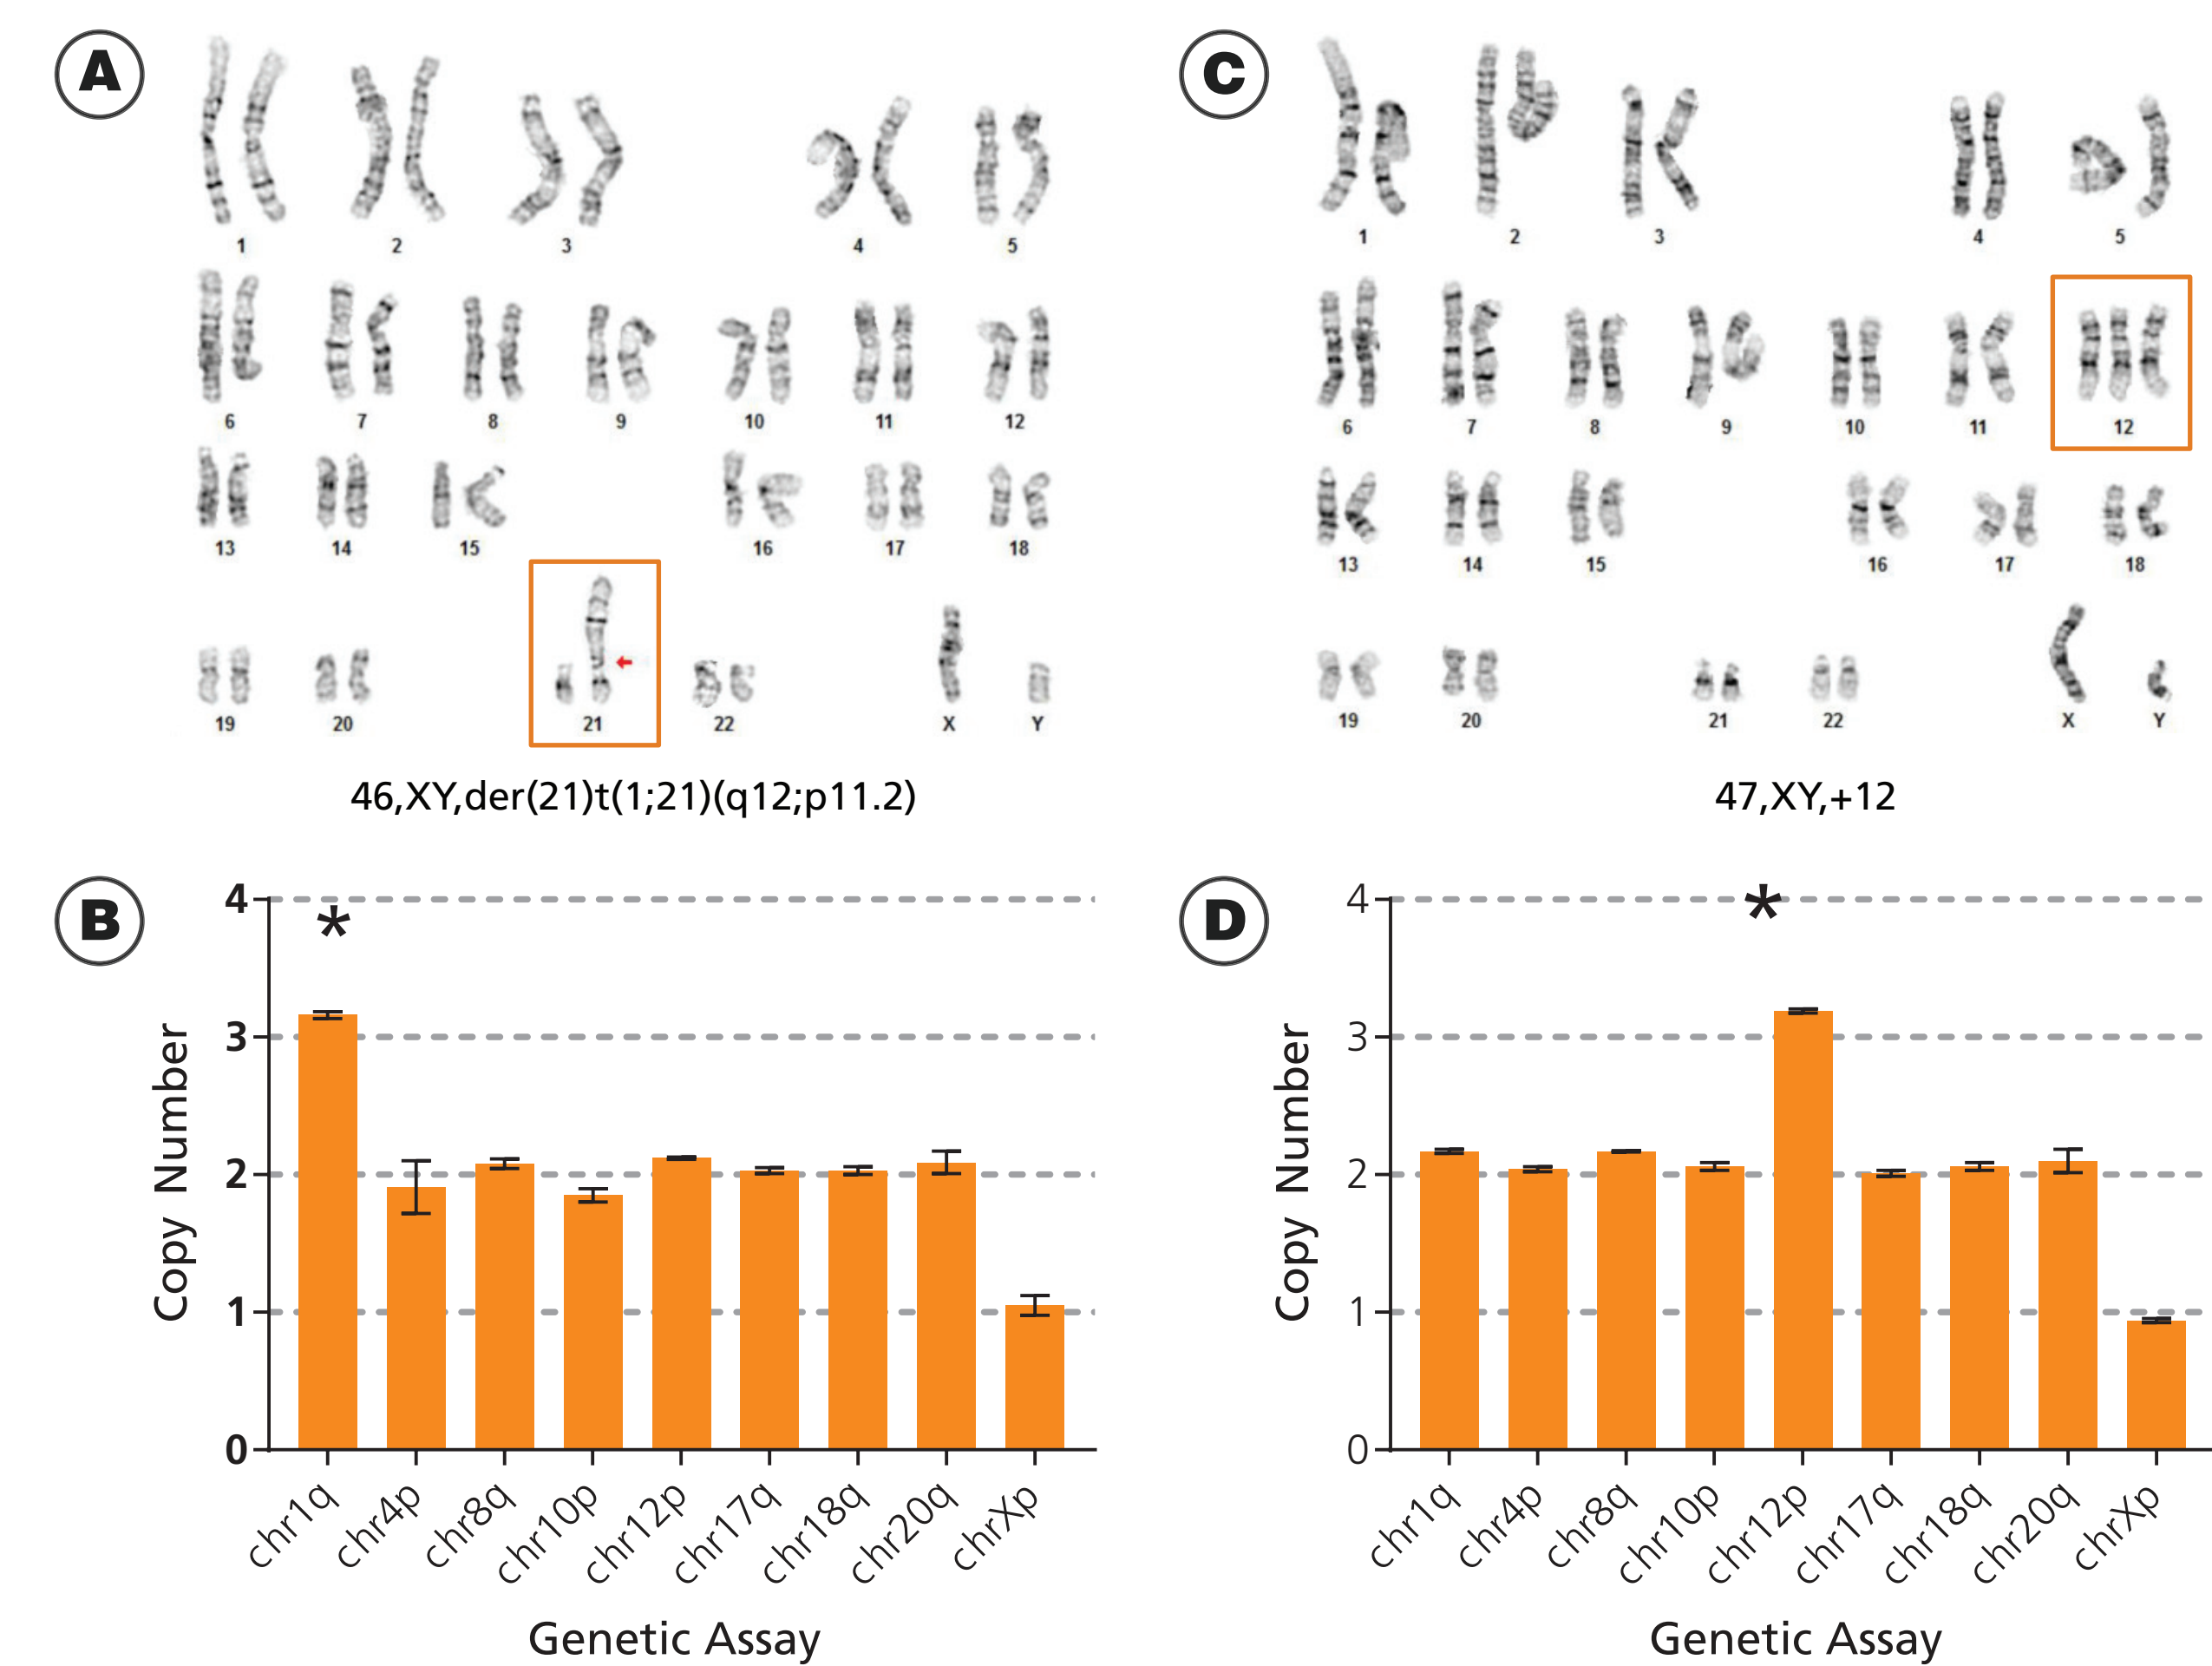 A
1 2 3 4 5
6 7 8 9 10 11 12
13 14 15 16 17 18
19 20 21 22 X Y
46,XY,der(21)t(1;21)(q12;p11.2)
C
1 2 3 4 5
6 7 8 9 10 11 12
13 14 15 16 17 18
19 20 21 22 X Y
47,XY,+12
B
Copy Number
4
*
3
2
1
0
chr1q chr4p chr8q chr10p chr12p chr17q chr18q chr20q chrXp
Genetic Assay
D
Copy Number
4
*
3
2
1
0
chr1q chr4p chr8q chr10p chr12p chr17q chr18q chr20q chrXp
Genetic Assay